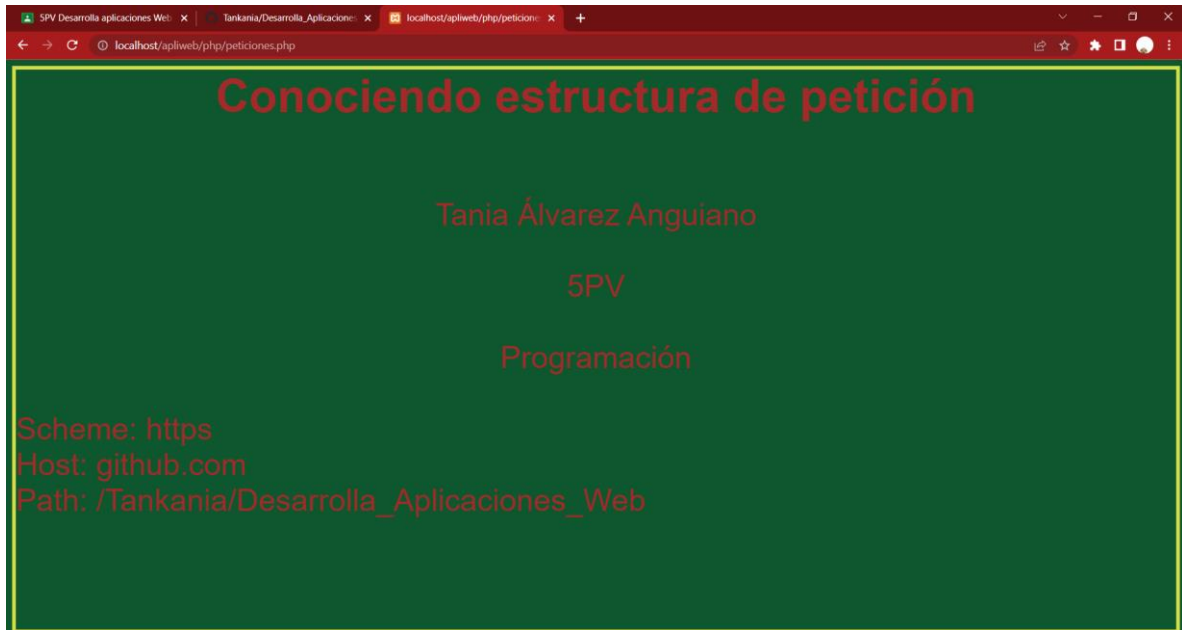 5PV Desarrolla aplicaciones Web
Tankania/Desarrolla_Aplicaciones
localhost/apliweb/php/peticione
localhost/apliweb/php/peticiones.php
Conociendo estructura de petición
Tania Álvarez Anguiano
5PV
Programación
Scheme: https
Host: github.com
Path: /Tankania/Desarrolla_Aplicaciones_Web